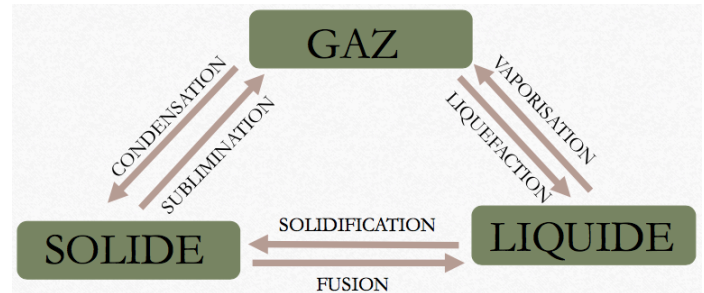 GAZ
CONDENSATION
SUBLIMINATION
VAPORISATION
LIQUEFACTION
SOLIDE
SOLIDIFICATION
FUSION
LIQUIDE